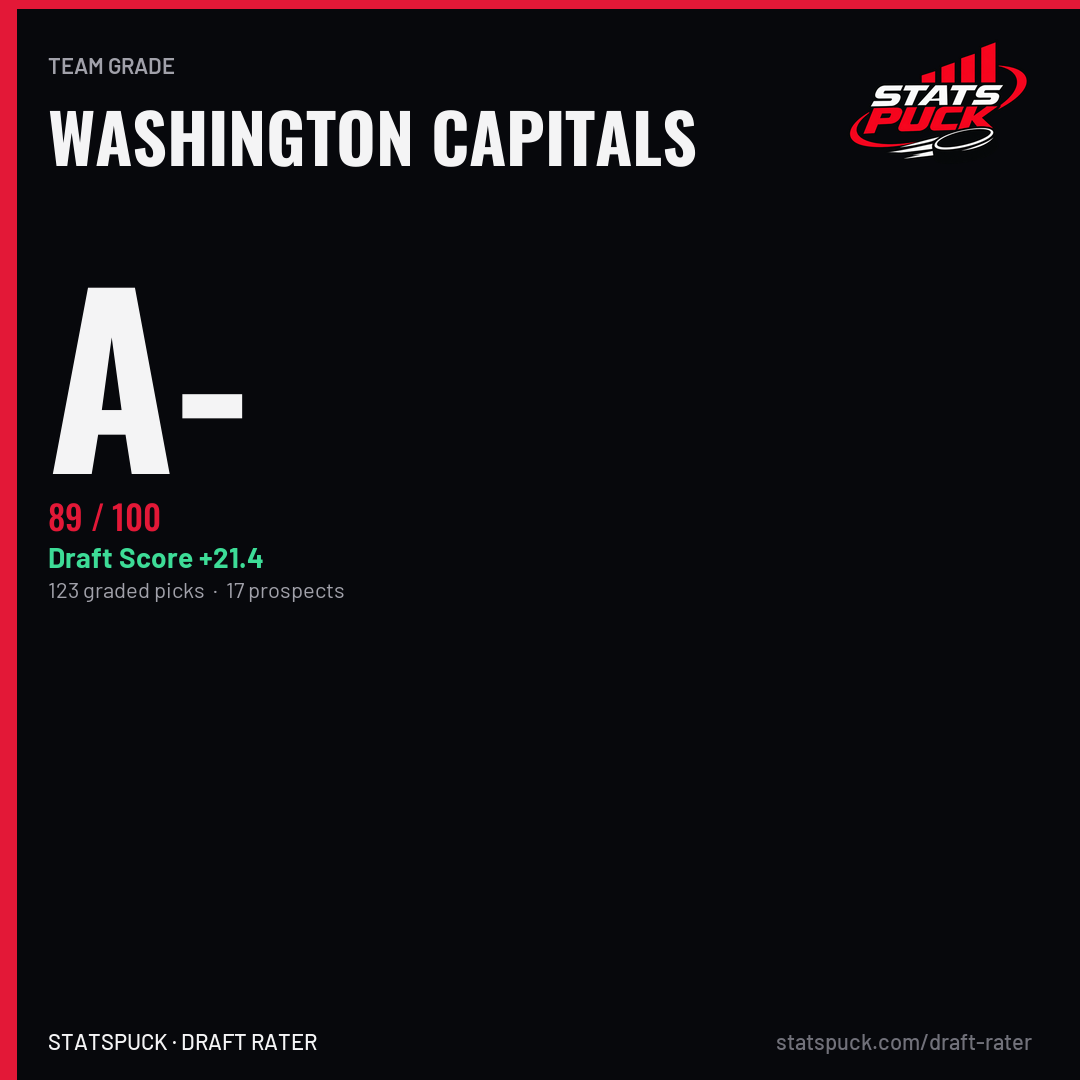 TEAM GRADE
WASHINGTON CAPITALS
STATS
PUCK
A-
89 / 100
Draft Score +21.4
123 graded picks · 17 prospects
STATSPUCK · DRAFT RATER
statspuck.com/draft-rater